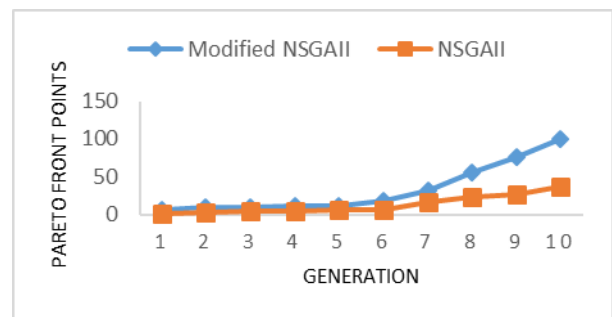 Modified NSGAII NSGAII
PARETO FRONT POINTS
150
100
50
0
1 2 3 4 5 6 7 8 9 10
GENERATION